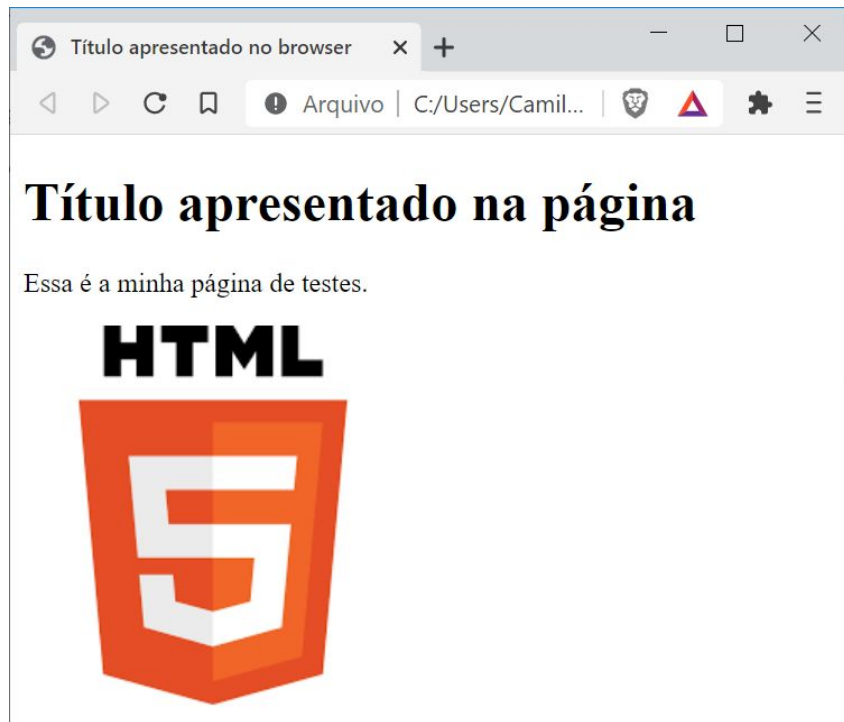 Título apresentado no browser
Arquivo | C:/Users/Camil...
Título apresentado na página
Essa é a minha página de testes.
HTML
5